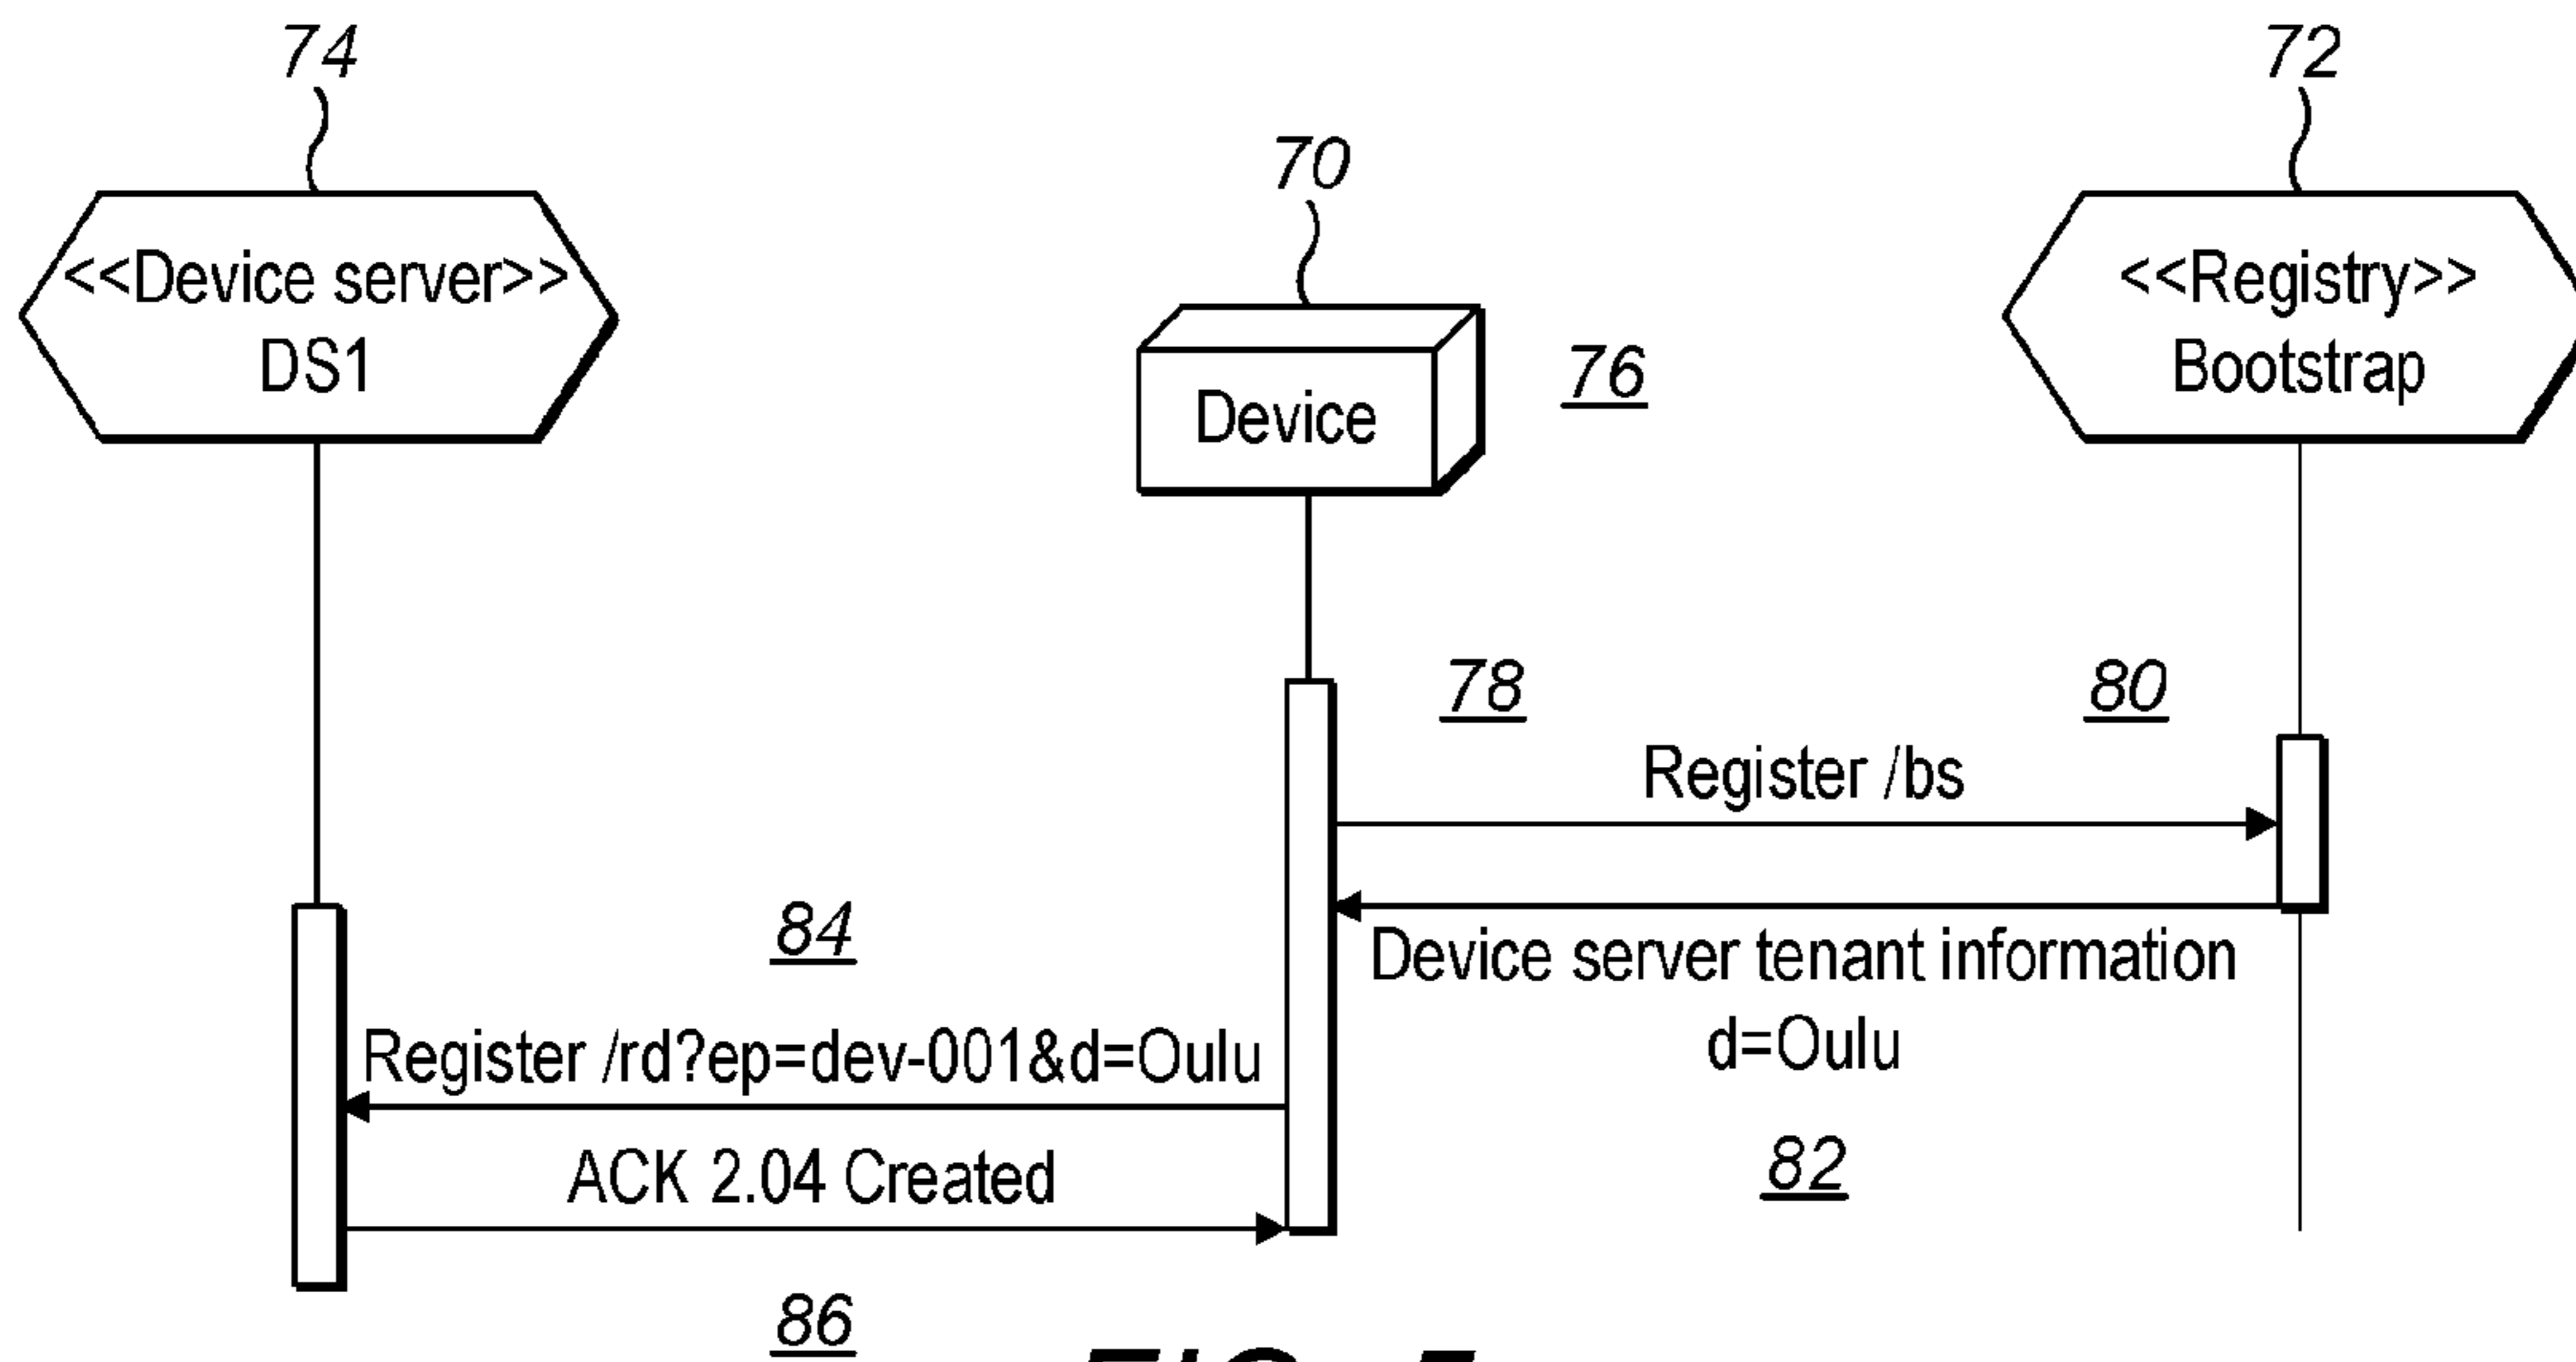 74
72
70
<<Device server>>
DS1
Device
76
<<Registry>>
Bootstrap
78
80
Register /bs
84
Device server tenant information
d=Oulu
Register /rd?ep=dev-001&d=Oulu
82
ACK 2.04 Created
86